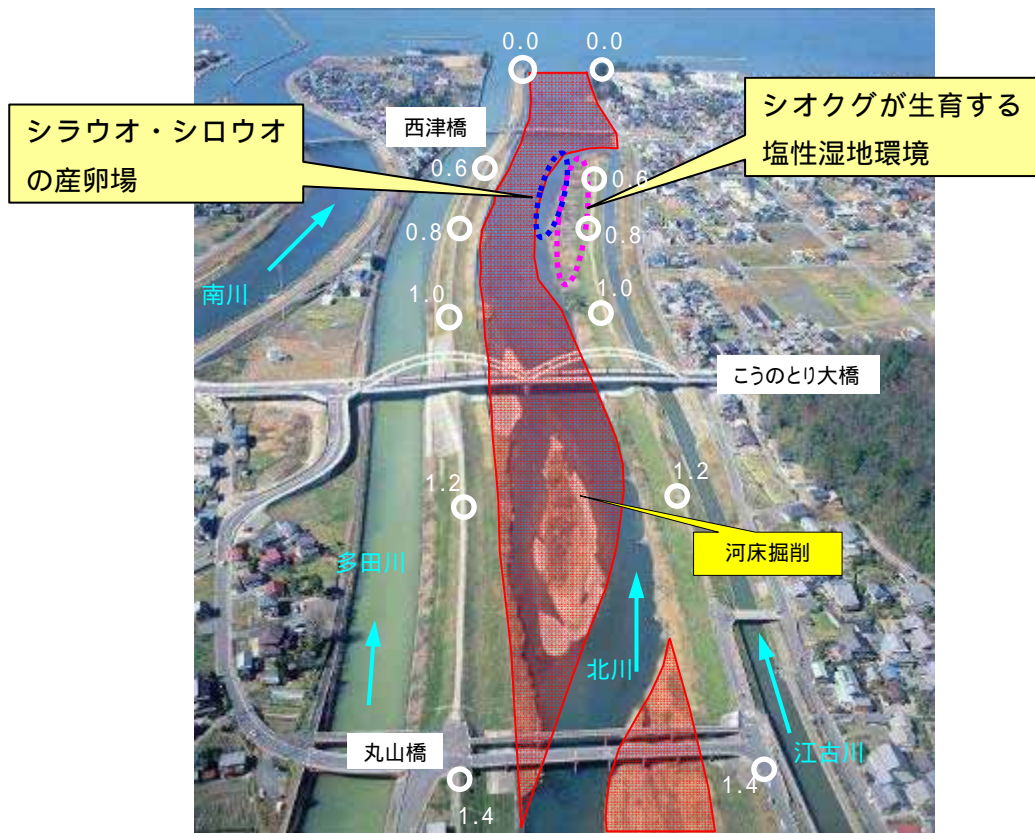 0.0
0.0
シラウオ・シロウオ
の産卵場
西津橋
シオクグが生育する
塩性湿地環境
0.6
0.6
0.8
0.8
南川
1.0
1.0
こうのとり大橋
1.2
1.2
河床掘削
多田川
北川
丸山橋
江古川
1.4
1.4